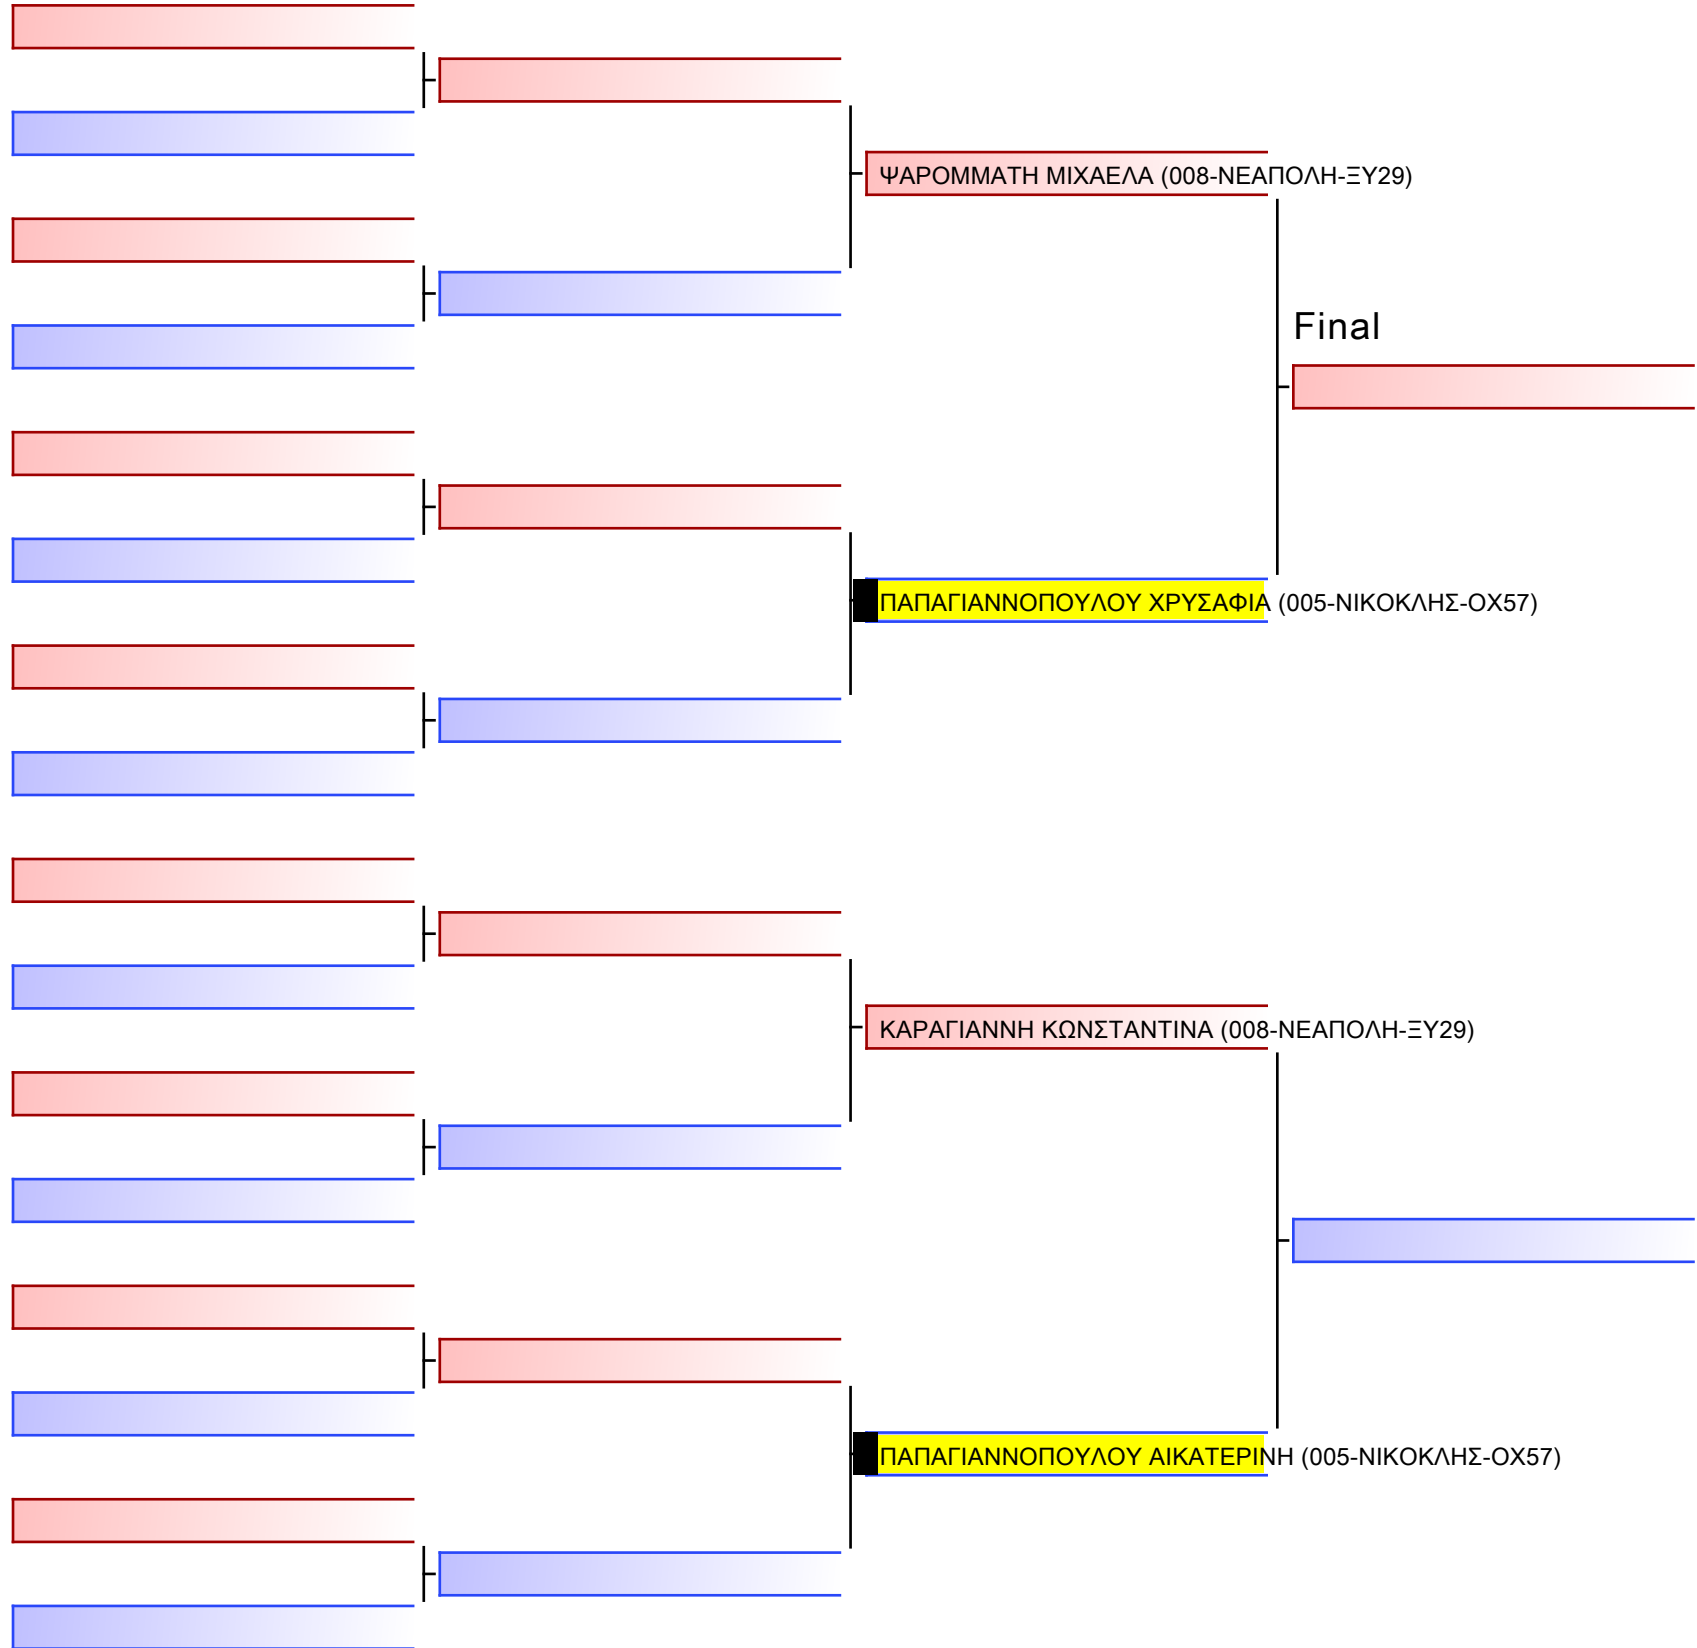 ΨΑΡΟΜΜΑΤΗ ΜΙΧΑΕΛΑ (008-ΝΕΑΠΟΛΗ-ΞΥ29)
Final
ΠΑΠΑΓΙΑΝΝΟΠΟΥΛΟΥ ΧΡΥΣΑΦΙΑ (005-ΝΙΚΟΚΛΗΣ-ΟΧ57)
ΚΑΡΑΓΙΑΝΝΗ ΚΩΝΣΤΑΝΤΙΝΑ (008-ΝΕΑΠΟΛΗ-ΞΥ29)
ΠΑΠΑΓΙΑΝΝΟΠΟΥΛΟΥ ΑΙΚΑΤΕΡΙΝΗ (005-ΝΙΚΟΚΛΗΣ-ΟΧ57)